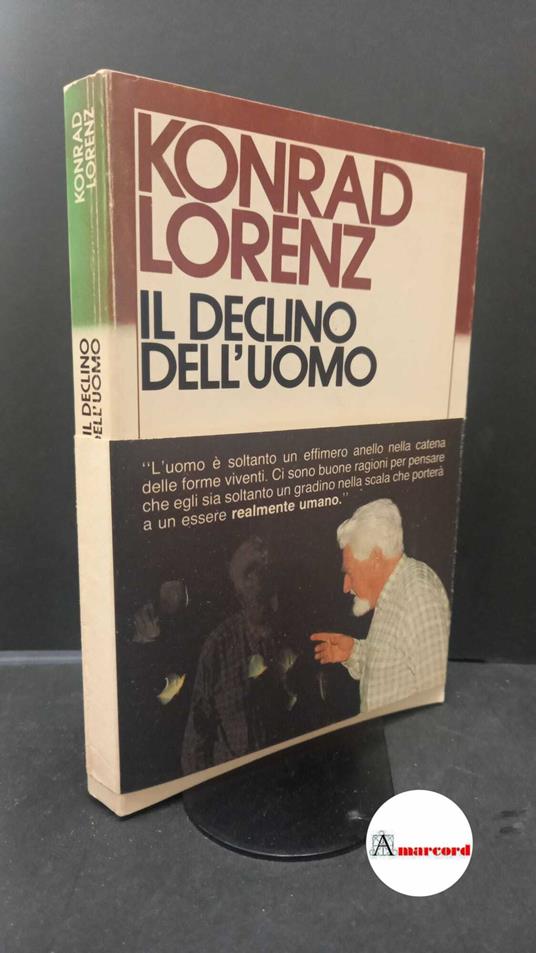 KONRAD
LORENZ
IL DECLINO
DELL'UOMO
KONRAD
LORENZ
IL DECLINO
DELL'UOMO
"L'uomo è soltanto un effimero anello nella catena
delle forme viventi. Ci sono buone ragioni per pensare
che egli sia soltanto un gradino nella scala che porterà
a un essere realmente umano."
Amarcord